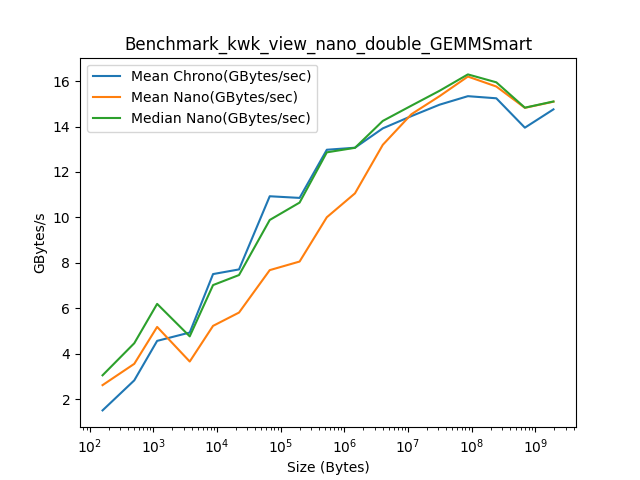 Benchmark_kwk_view_nano_double_GEMMSmart
Mean Chrono(GBytes/sec)
Mean Nano(GBytes/sec)
Median Nano(GBytes/sec)
GBytes/s
16
14
12
10
8
6
4
2
10² 10³ 10⁴ 10⁵ 10⁶ 10⁷ 10⁸ 10⁹
Size (Bytes)